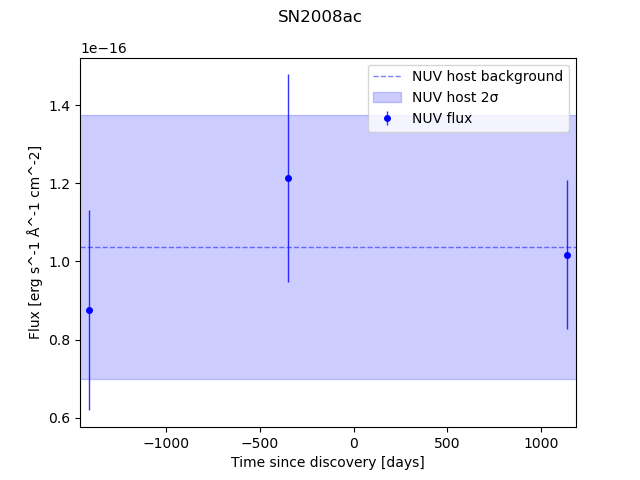 SN2008ac
1e−16
NUV host background
NUV host 2σ
NUV flux
1.4
1.2
1.0
0.8
0.6
Flux [erg s^-1 Å^-1 cm^-2]
−1000
−500
0
500
1000
Time since discovery [days]